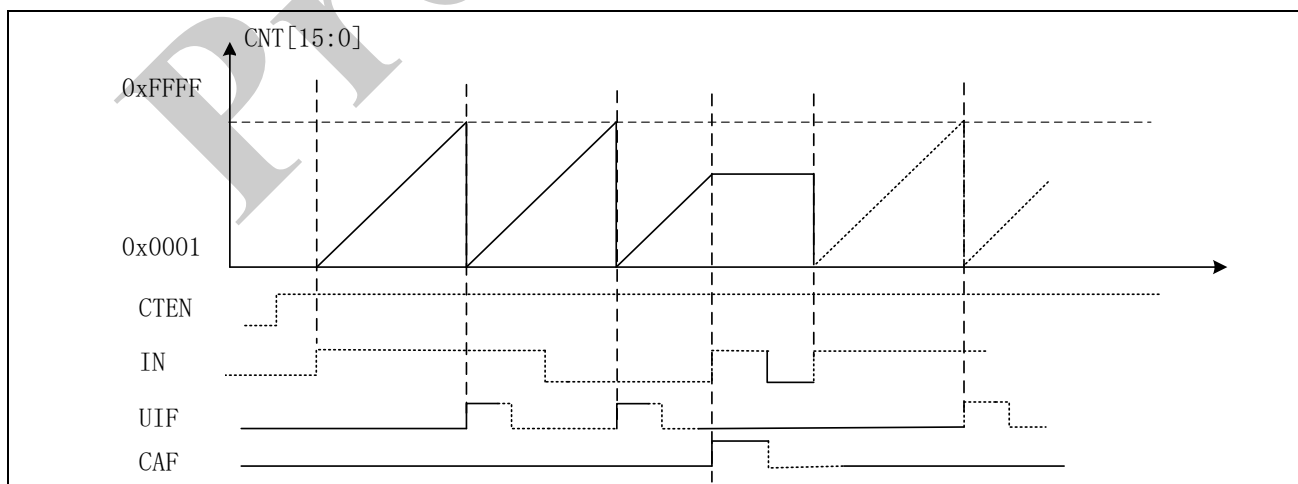 CNT[15:0]
0xFFFF
0x0001
CTEN
IN
UIF
CAF